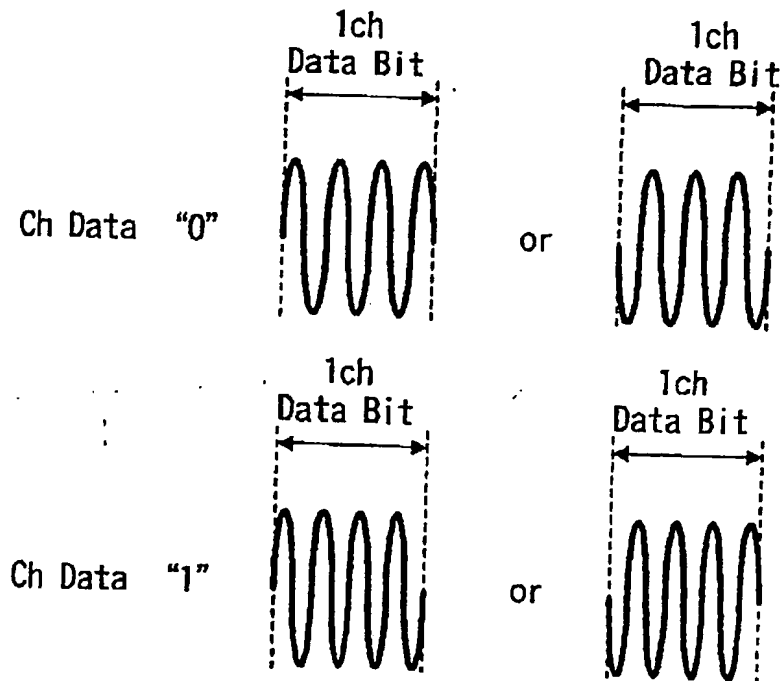 1ch
Data Bit
1ch
Data Bit
Ch Data “0”
or
1ch
Data Bit
1ch
Data Bit
Ch Data “1”
or